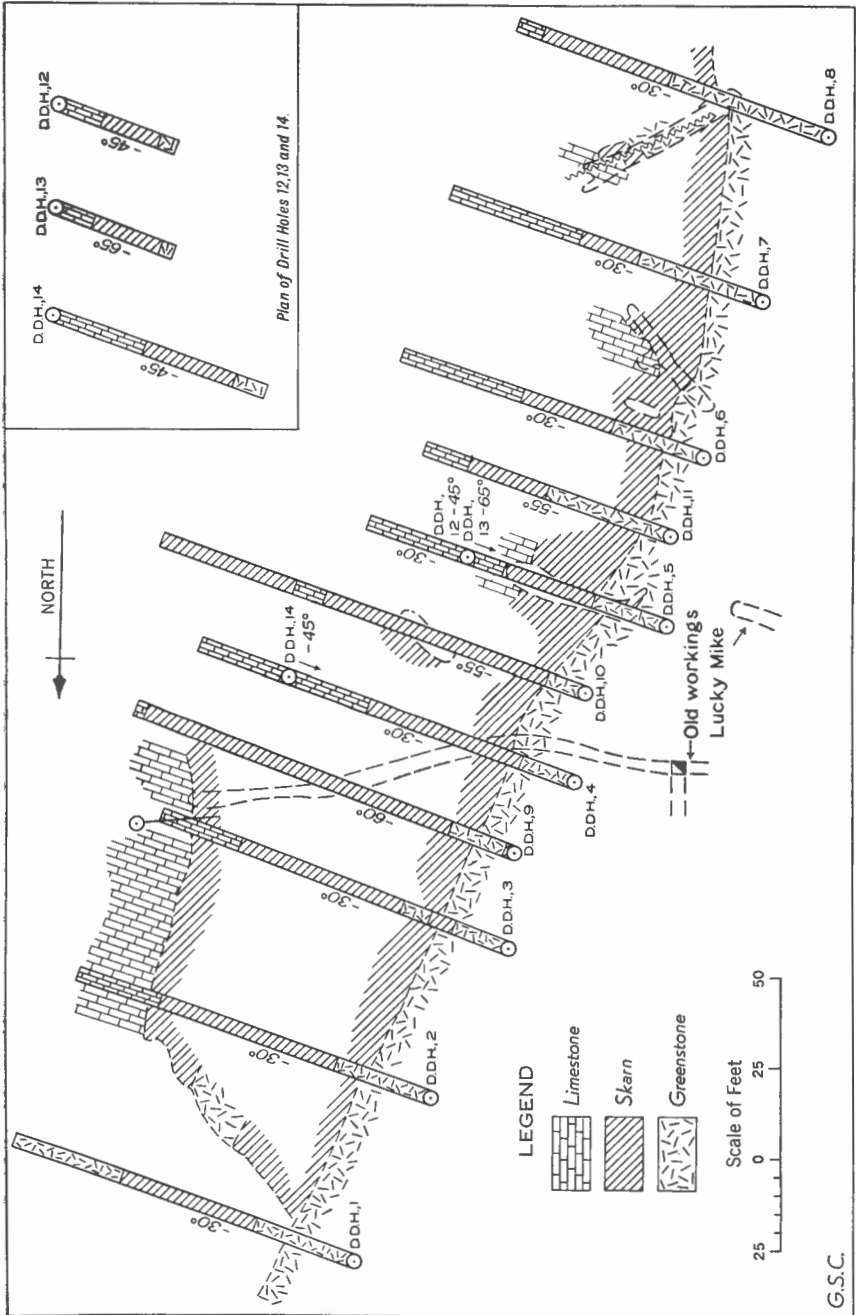 D.D.H.,14
D.D.H.,13
D.D.H.,12
-45°
-65°
-45°
Plan of Drill Holes 12,13 and 14.
NORTH
-30°
D.D.H.,1
-30°
D.D.H.,2
-30°
D.D.H.,3
-60°
D.D.H.,9
D.D.H.,14
-45°
-30°
D.D.H.,4
-55°
D.D.H.,10
-30°
D.D.H.,
12-45°
D.D.H.,
13-65°
D.D.H.,5
-55°
D.D.H.,11
-30°
D.D.H.,6
-30°
D.D.H.,7
-30°
D.D.H.,8
Old workings
Lucky Mike
LEGEND
Limestone
Skarn
Greenstone
Scale of Feet
25 0 25 50
G.S.C.